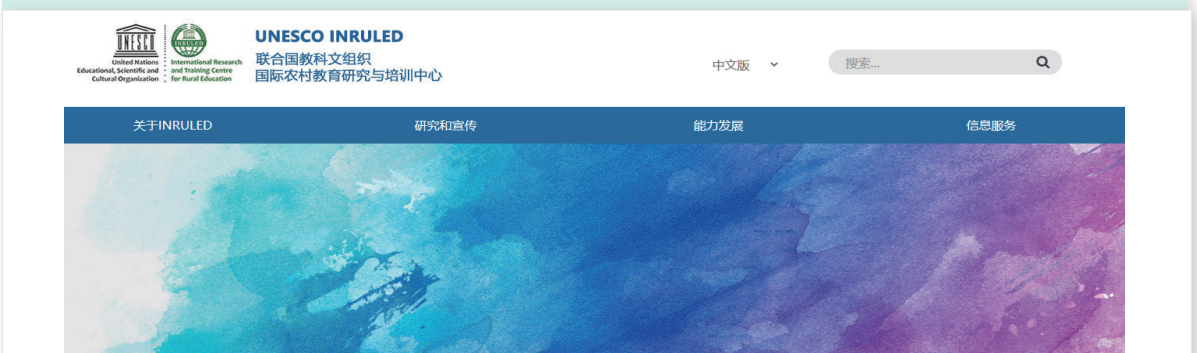 UNESCO
United Nations
Educational, Scientific and
Cultural Organization
INRULED
International Research
and Training Centre
for Rural Education
UNESCO INRULED
联合国教科文组织
国际农村教育研究与培训中心
中文版
搜索...
关于INRULED
研究和宣传
能力发展
信息服务